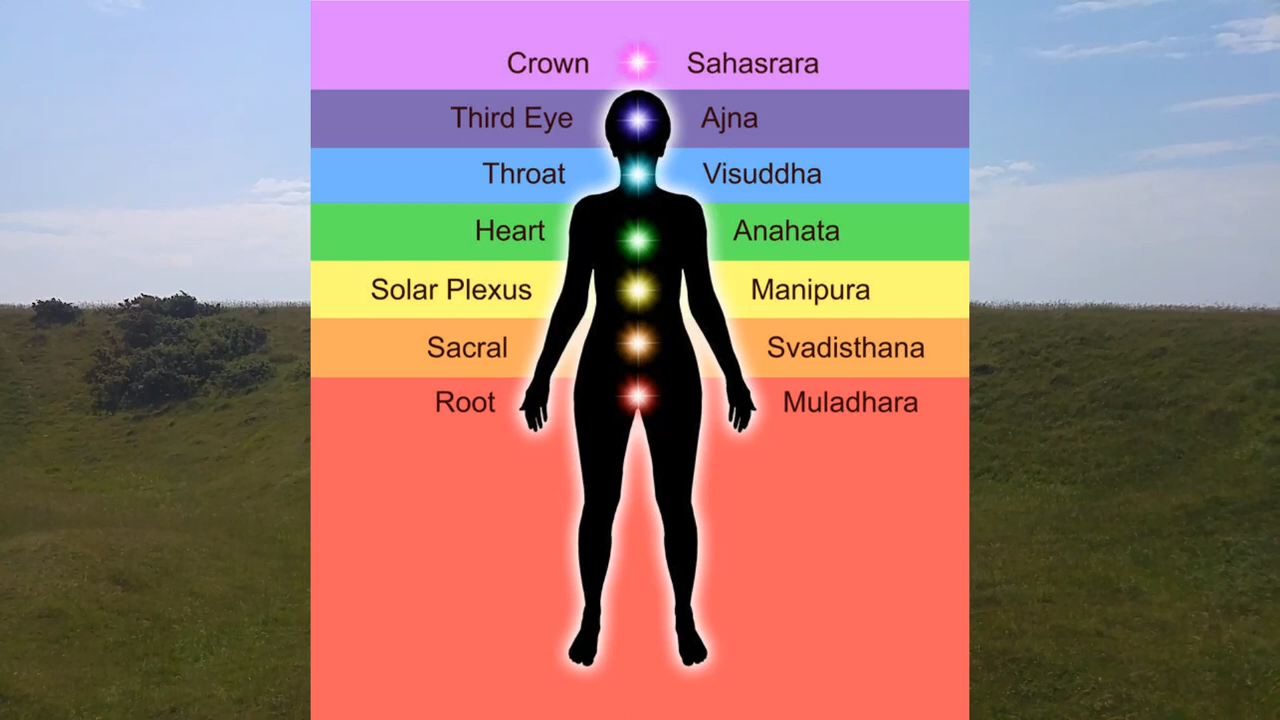 Crown Sahasrara
Third Eye Ajna
Throat Visuddha
Heart Anahata
Solar Plexus Manipura
Sacral Svadisthana
Root Muladhara